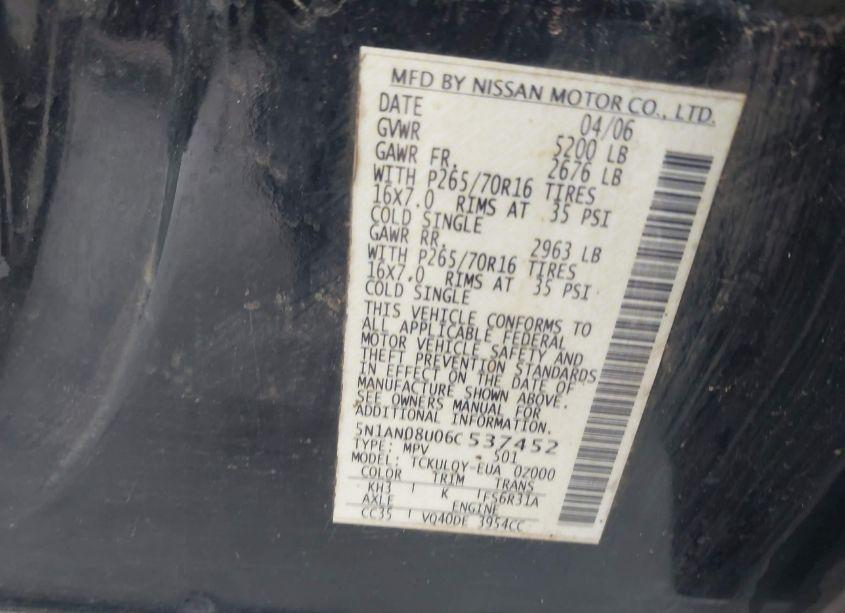 MFD BY NISSAN MOTOR CO., LTD.
DATE 04/06
GVWR 5200 LB
GAWR FR. 2676 LB
WITH P265/70R16 TIRES
16X7.0 RIMS AT 35 PSI
COLD SINGLE
GAWR RR. 2963 LB
WITH P265/70R16 TIRES
16X7.0 RIMS AT 35 PSI
COLD SINGLE
THIS VEHICLE CONFORMS TO
ALL APPLICABLE FEDERAL
MOTOR VEHICLE SAFETY AND
THEFT PREVENTION STANDARDS
IN EFFECT ON THE DATE OF
MANUFACTURE SHOWN ABOVE.
SEE OWNERS MANUAL FOR
ADDITIONAL INFORMATION.
5N1AN08U06C537452
TYPE: MPV S01
MODEL: TCKULQY-EUA 0Z000
COLOR TRIM TRANS
KH3 K FS6R31A
AXLE ENGINE
CC35 VQ40DE 3954CC